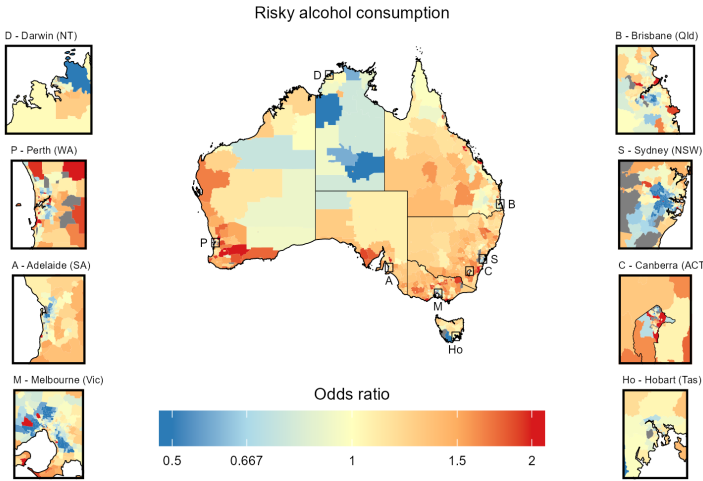 Risky alcohol consumption
D - Darwin (NT)
B - Brisbane (Qld)
P - Perth (WA)
S - Sydney (NSW)
A - Adelaide (SA)
C - Canberra (ACT
M - Melbourne (Vic)
Ho - Hobart (Tas)
D
B
P
S
A
C
M
Ho
Odds ratio
0.5 0.667 1 1.5 2